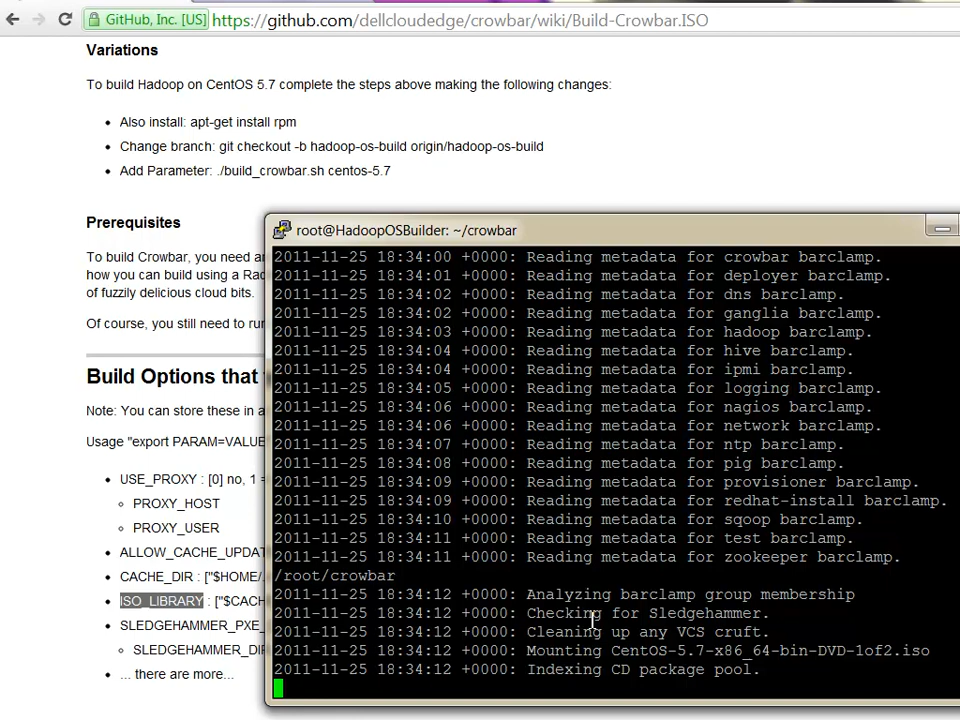 GitHub, Inc. [US] https://github.com/dellcloudedge/crowbar/wiki/Build-Crowbar.ISO
Variations
To build Hadoop on CentOS 5.7 complete the steps above making the following changes:
Also install: apt-get install rpm
Change branch: git checkout -b hadoop-os-build origin/hadoop-os-build
Add Parameter: ./build_crowbar.sh centos-5.7
Prerequisites
To build Crowbar, you need an
how you can build using a Rac
of fuzzily delicious cloud bits.
Of course, you still need to run
Build Options that
Note: You can store these in a
Usage "export PARAM=VALUE
USE_PROXY : [0] no, 1 =
PROXY_HOST
PROXY_USER
ALLOW_CACHE_UPDAT
CACHE_DIR : ["$HOME/.
ISO_LIBRARY : ["$CACH
SLEDGEHAMMER_PXE_
SLEDGEHAMMER_DIR
... there are more...
root@HadoopOSBuilder: ~/crowbar
2011-11-25 18:34:00 +0000: Reading metadata for crowbar barclamp.
2011-11-25 18:34:01 +0000: Reading metadata for deployer barclamp.
2011-11-25 18:34:02 +0000: Reading metadata for dns barclamp.
2011-11-25 18:34:02 +0000: Reading metadata for ganglia barclamp.
2011-11-25 18:34:03 +0000: Reading metadata for hadoop barclamp.
2011-11-25 18:34:04 +0000: Reading metadata for hive barclamp.
2011-11-25 18:34:04 +0000: Reading metadata for ipmi barclamp.
2011-11-25 18:34:05 +0000: Reading metadata for logging barclamp.
2011-11-25 18:34:06 +0000: Reading metadata for nagios barclamp.
2011-11-25 18:34:06 +0000: Reading metadata for network barclamp.
2011-11-25 18:34:07 +0000: Reading metadata for ntp barclamp.
2011-11-25 18:34:08 +0000: Reading metadata for pig barclamp.
2011-11-25 18:34:09 +0000: Reading metadata for provisioner barclamp.
2011-11-25 18:34:09 +0000: Reading metadata for redhat-install barclamp.
2011-11-25 18:34:10 +0000: Reading metadata for sqoop barclamp.
2011-11-25 18:34:11 +0000: Reading metadata for test barclamp.
2011-11-25 18:34:11 +0000: Reading metadata for zookeeper barclamp.
/root/crowbar
2011-11-25 18:34:12 +0000: Analyzing barclamp group membership
2011-11-25 18:34:12 +0000: Checking for Sledgehammer.
2011-11-25 18:34:12 +0000: Cleaning up any VCS cruft.
2011-11-25 18:34:12 +0000: Mounting CentOS-5.7-x86_64-bin-DVD-1of2.iso
2011-11-25 18:34:12 +0000: Indexing CD package pool.